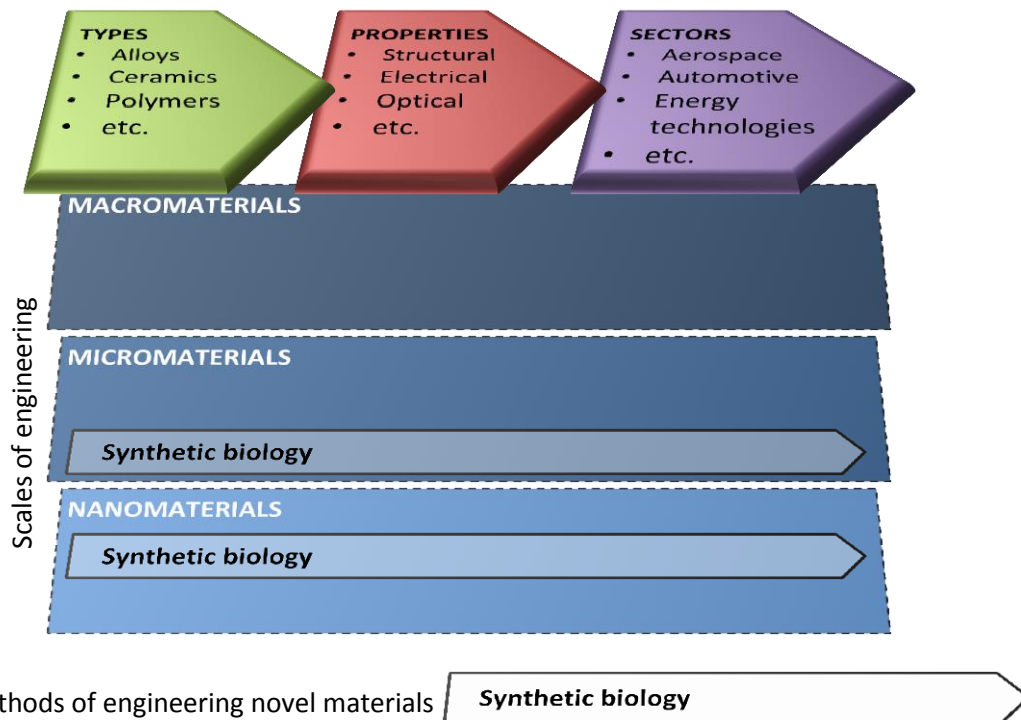 TYPES
• Alloys
• Ceramics
• Polymers
• etc.
PROPERTIES
• Structural
• Electrical
• Optical
• etc.
SECTORS
• Aerospace
• Automotive
• Energy
technologies
• etc.
Scales of engineering
MACROMATERIALS
MICROMATERIALS
Synthetic biology
NANOMATERIALS
Synthetic biology
thods of engineering novel materials
Synthetic biology